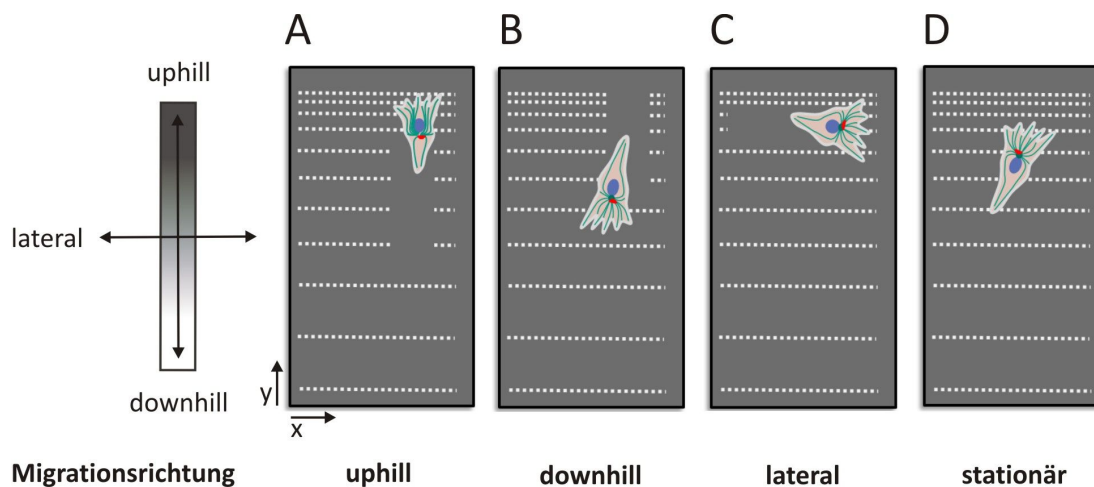 A
B
C
D
uphill
lateral
downhill
y
x
Migrationsrichtung
uphill
downhill
lateral
stationär